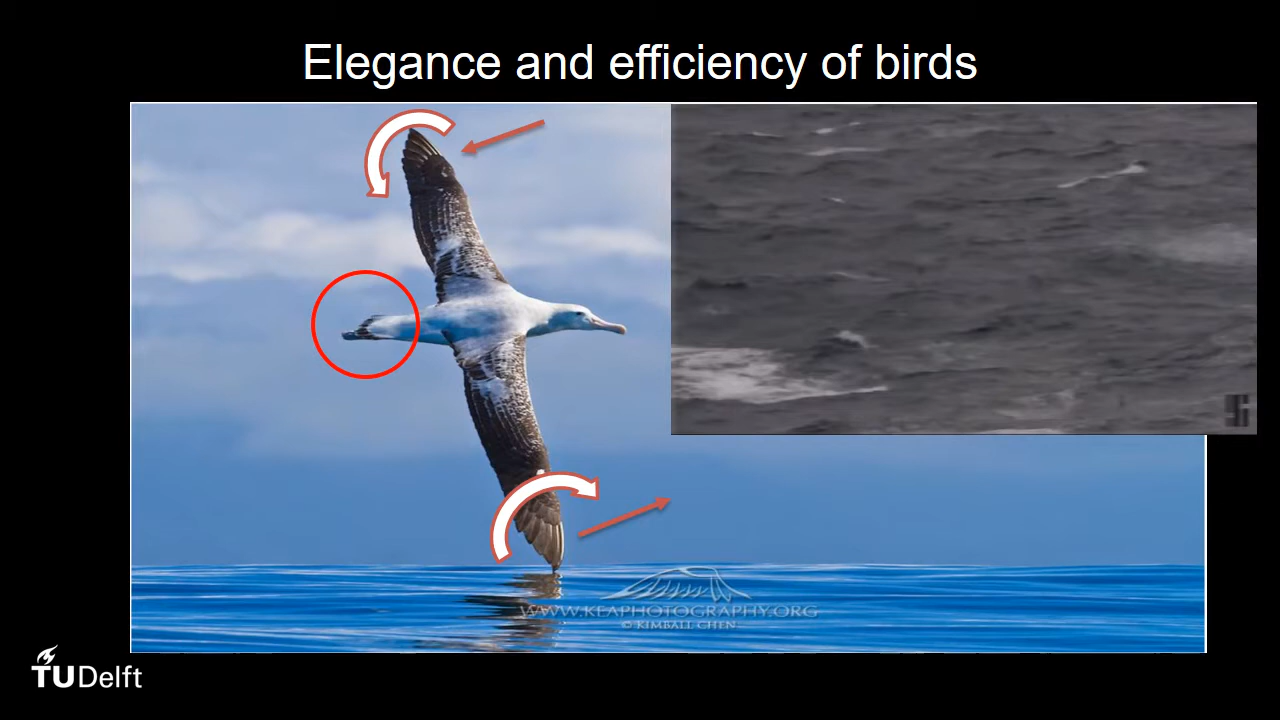 Elegance and efficiency of birds
WWW.KEAPHOTOGRAPHY.ORG
© KIMBALL CHEN
TUDelft